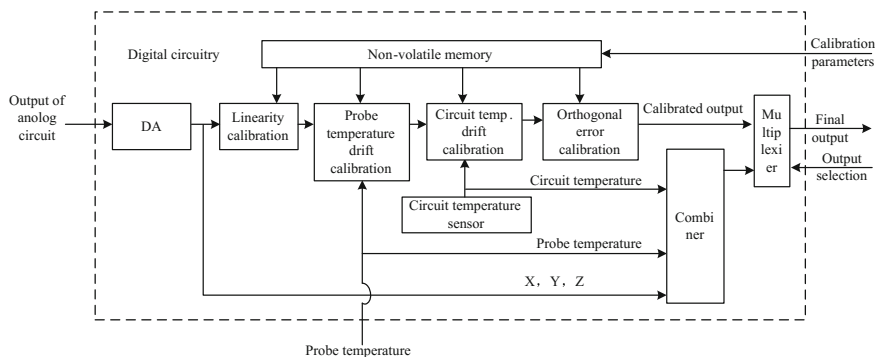 Digital circuitry
Non-volatile memory
Calibration
parameters
Output of
anolog
circuit
DA
Linearity
calibration
Probe
temperature
drift
calibration
Circuit temp.
drift
calibration
Orthogonal
error
calibration
Calibrated output
Mu
ltip
lexi
er
Final
output
Output
selection
Circuit temperature
Circuit temperature
sensor
Combi
ner
Probe temperature
X, Y, Z
Probe temperature